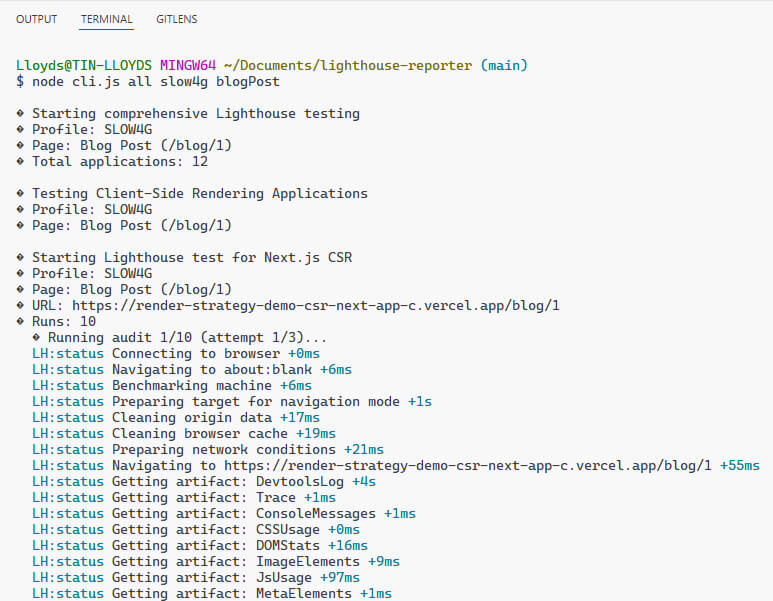 OUTPUT TERMINAL GITLENS
Lloyds@TIN-LLOYDS MINGW64 ~/Documents/lighthouse-reporter (main)
$ node cli.js all slow4g blogPost
� Starting comprehensive Lighthouse testing
� Profile: SLOW4G
� Page: Blog Post (/blog/1)
� Total applications: 12
� Testing Client-Side Rendering Applications
� Profile: SLOW4G
� Page: Blog Post (/blog/1)
� Starting Lighthouse test for Next.js CSR
� Profile: SLOW4G
� Page: Blog Post (/blog/1)
� URL: https://render-strategy-demo-csr-next-app-c.vercel.app/blog/1
� Runs: 10
� Running audit 1/10 (attempt 1/3)...
LH:status Connecting to browser +0ms
LH:status Navigating to about:blank +6ms
LH:status Benchmarking machine +6ms
LH:status Preparing target for navigation mode +1s
LH:status Cleaning origin data +17ms
LH:status Cleaning browser cache +19ms
LH:status Preparing network conditions +21ms
LH:status Navigating to https://render-strategy-demo-csr-next-app-c.vercel.app/blog/1 +55ms
LH:status Getting artifact: DevtoolsLog +4s
LH:status Getting artifact: Trace +1ms
LH:status Getting artifact: ConsoleMessages +1ms
LH:status Getting artifact: CSSUsage +0ms
LH:status Getting artifact: DOMStats +16ms
LH:status Getting artifact: ImageElements +9ms
LH:status Getting artifact: JsUsage +97ms
LH:status Getting artifact: MetaElements +1ms